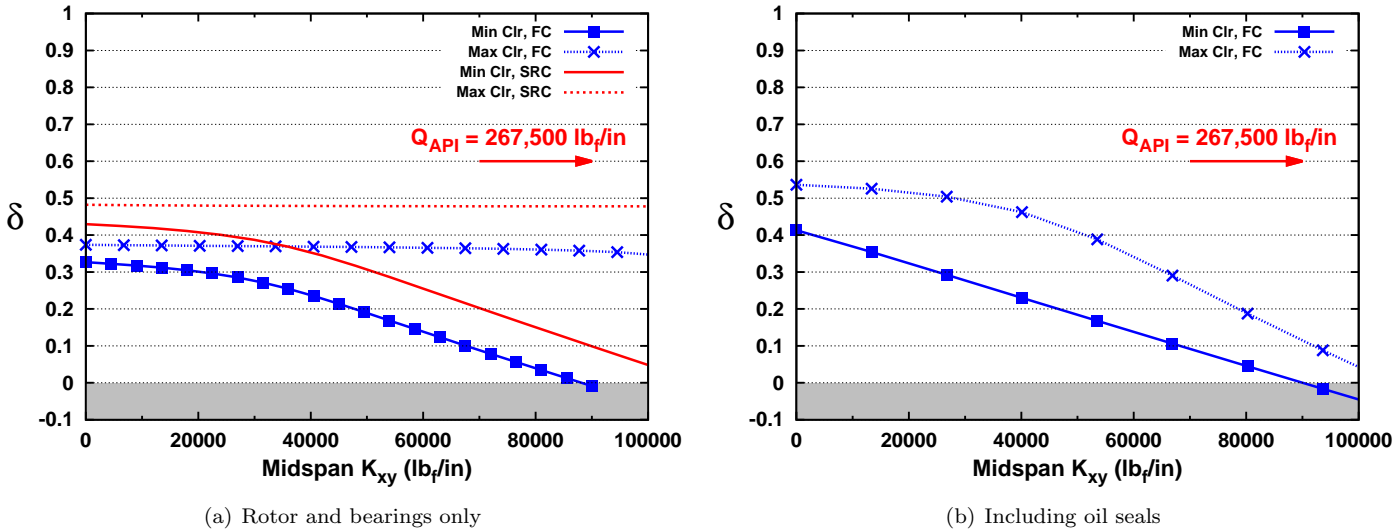 1
0.9
0.8
0.7
0.6
0.5
0.4
0.3
0.2
0.1
0
-0.1
δ
0 20000 40000 60000 80000 100000
Midspan Kxy (lbf/in)
Min Clr, FC
Max Clr, FC
Min Clr, SRC
Max Clr, SRC
QAPI = 267,500 lbf/in
(a) Rotor and bearings only
1
0.9
0.8
0.7
0.6
0.5
0.4
0.3
0.2
0.1
0
-0.1
δ
0 20000 40000 60000 80000 100000
Midspan Kxy (lbf/in)
Min Clr, FC
Max Clr, FC
QAPI = 267,500 lbf/in
(b) Including oil seals